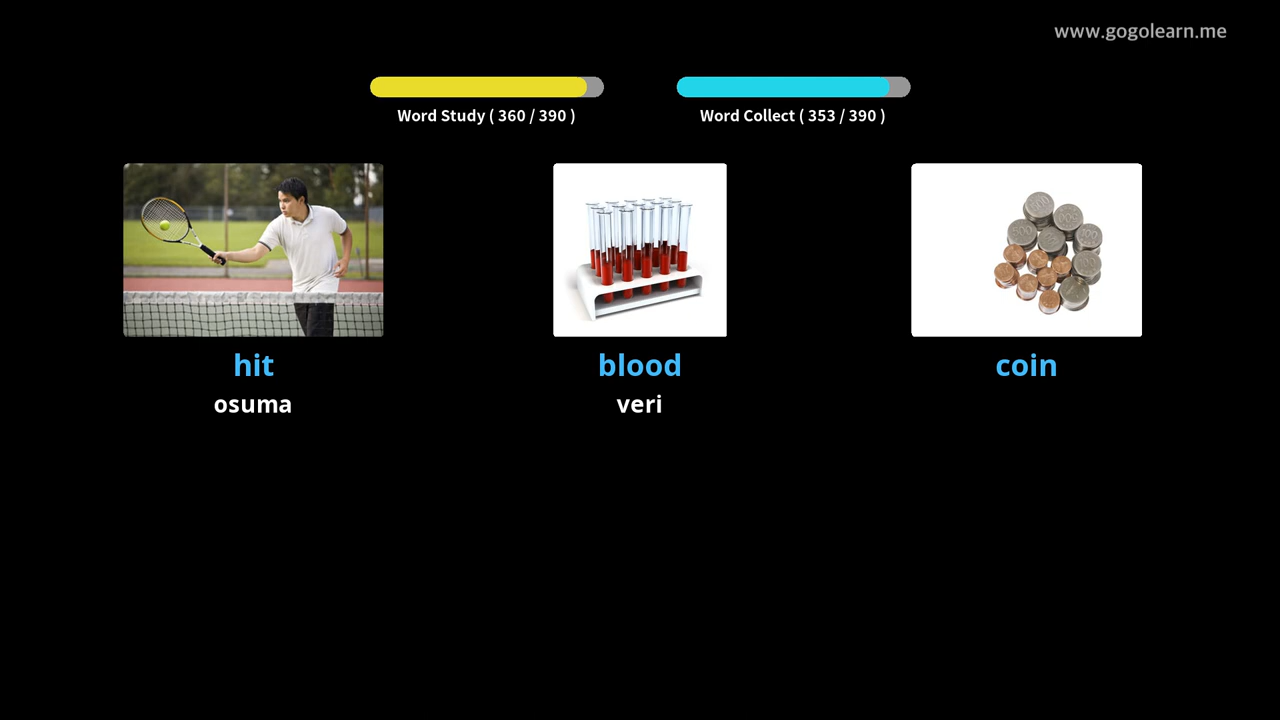 www.gogolearn.me
Word Study ( 360 / 390 )
Word Collect ( 353 / 390 )
hit
osuma
blood
veri
coin